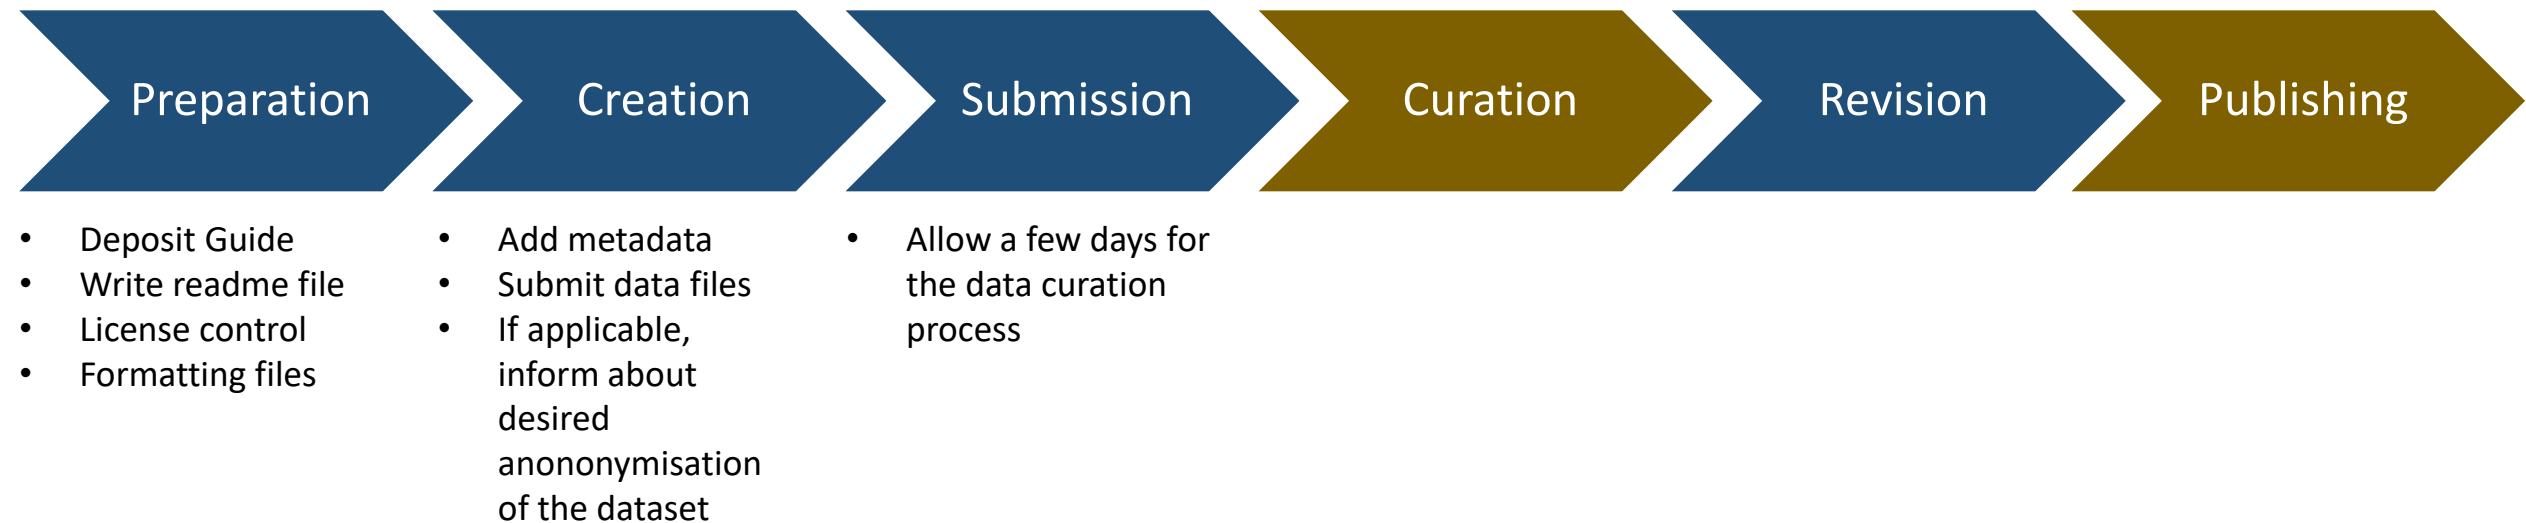 Preparation
Creation
Submission
Curation
Revision
Publishing
• Deposit Guide
• Write readme file
• License control
• Formatting files
• Add metadata
• Submit data files
• If applicable,
inform about
desired
anononymisation
of the dataset
• Allow a few days for
the data curation
process